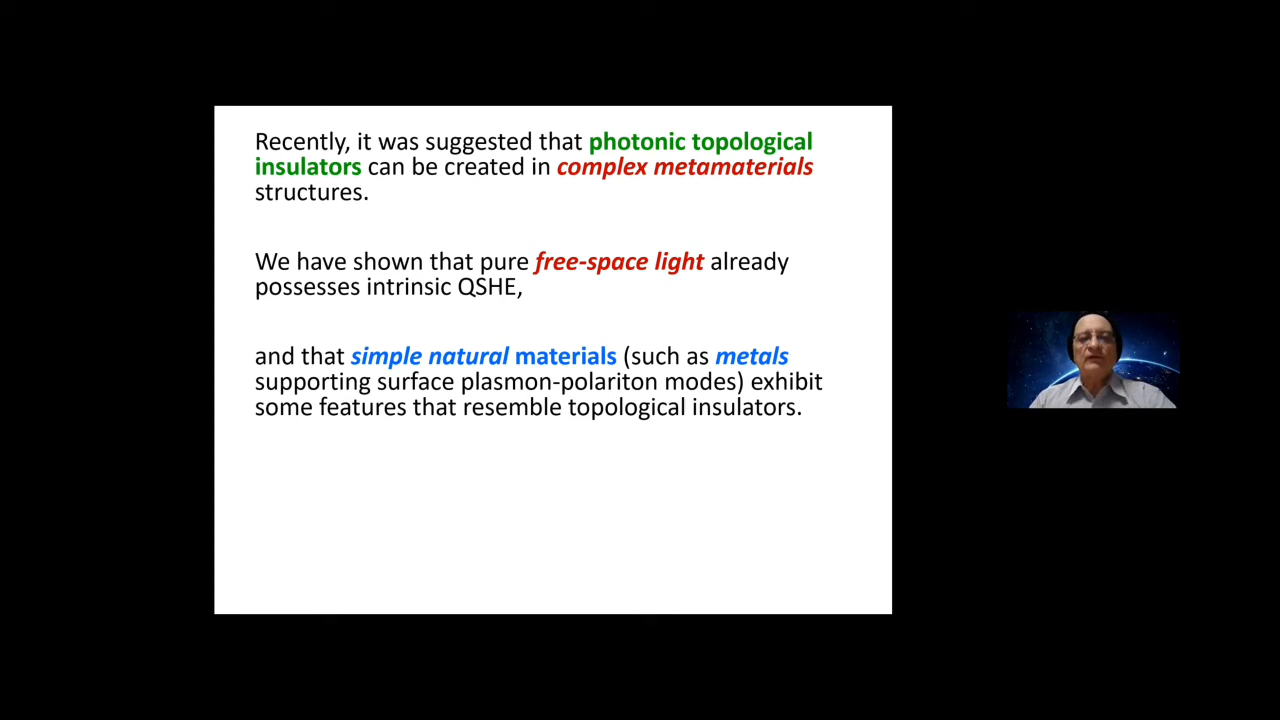 Recently, it was suggested that photonic topological
insulators can be created in complex metamaterials
structures.
We have shown that pure free-space light already
possesses intrinsic QSHE,
and that simple natural materials (such as metals
supporting surface plasmon-polariton modes) exhibit
some features that resemble topological insulators.